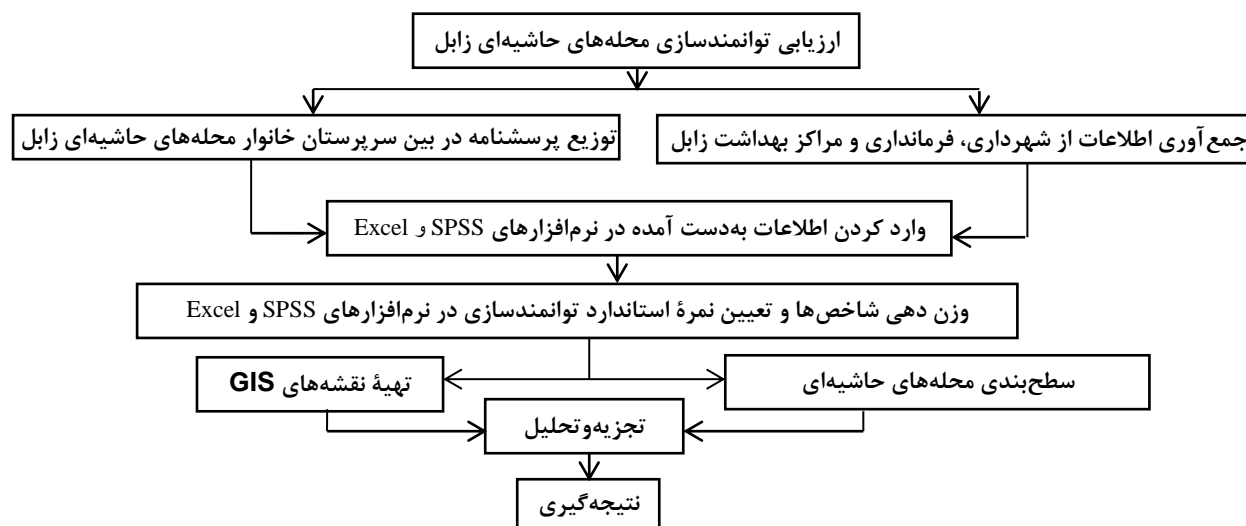 ارزیابی توانمندسازی محله‌های حاشیه‌ای زابل
جمع‌آوری اطلاعات از شهرداری، فرمانداری و مراکز بهداشت زابل
توزیع پرسشنامه در بین سرپرستان خانوار محله‌های حاشیه‌ای زابل
وارد کردن اطلاعات به‌دست آمده در نرم‌افزارهای SPSS و Excel
وزن دهی شاخص‌ها و تعیین نمرۀ استاندارد توانمندسازی در نرم‌افزارهای SPSS و Excel
سطح‌بندی محله‌های حاشیه‌ای
تهیۀ نقشه‌های GIS
تجزیه‌وتحلیل
نتیجه‌گیری